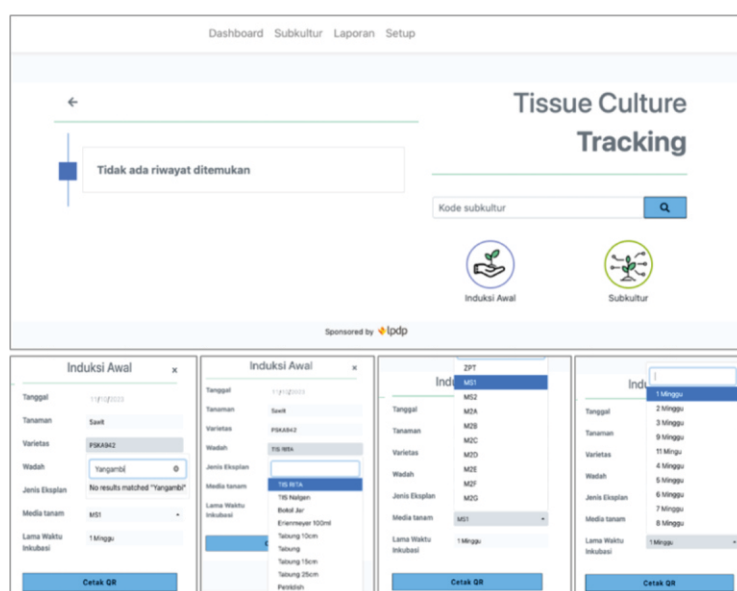 Dashboard Subkultur Laporan Setup
Tissue Culture
Tracking
Tidak ada riwayat ditemukan
Kode subkultur
Induksi Awal
Subkultur
Sponsored by lpdp
Induksi Awal x
Tanggal
Tanaman Sawit
Varietas PSKA942
Wadah Yangambi
No results matched "Yangambi"
Jenis Eksplan
Media tanam MS1
Lama Waktu 1 Minggu
Inkubasi
Cetak QR
Induksi Awal x
Tanggal
Tanaman Sawit
Varietas PSKA942
Wadah TIS RITA
Jenis Eksplan
Media tanam
Lama Waktu
Inkubasi
TIS RITA
TIS Nalgen
Botol Jar
Erlenmeyer 100ml
Tabung 10cm
Tabung
Tabung 15cm
Tabung 25cm
Petridish
ZPT
MS1
MS2
M2A
M2B
M2C
M2D
M2E
M2F
M2G
Tanggal
Tanaman
Varietas
Wadah
Jenis Eksplan
Media tanam MS1
Lama Waktu 1 Minggu
Inkubasi
Cetak QR
1 Minggu
2 Minggu
3 Minggu
9 Minggu
11 Mingu
4 Minggu
5 Minggu
6 Minggu
7 Minggu
8 Minggu
Tanggal
Tanaman
Varietas
Wadah
Jenis Eksplan
Media tanam
Lama Waktu 1 Minggu
Inkubasi
Cetak QR